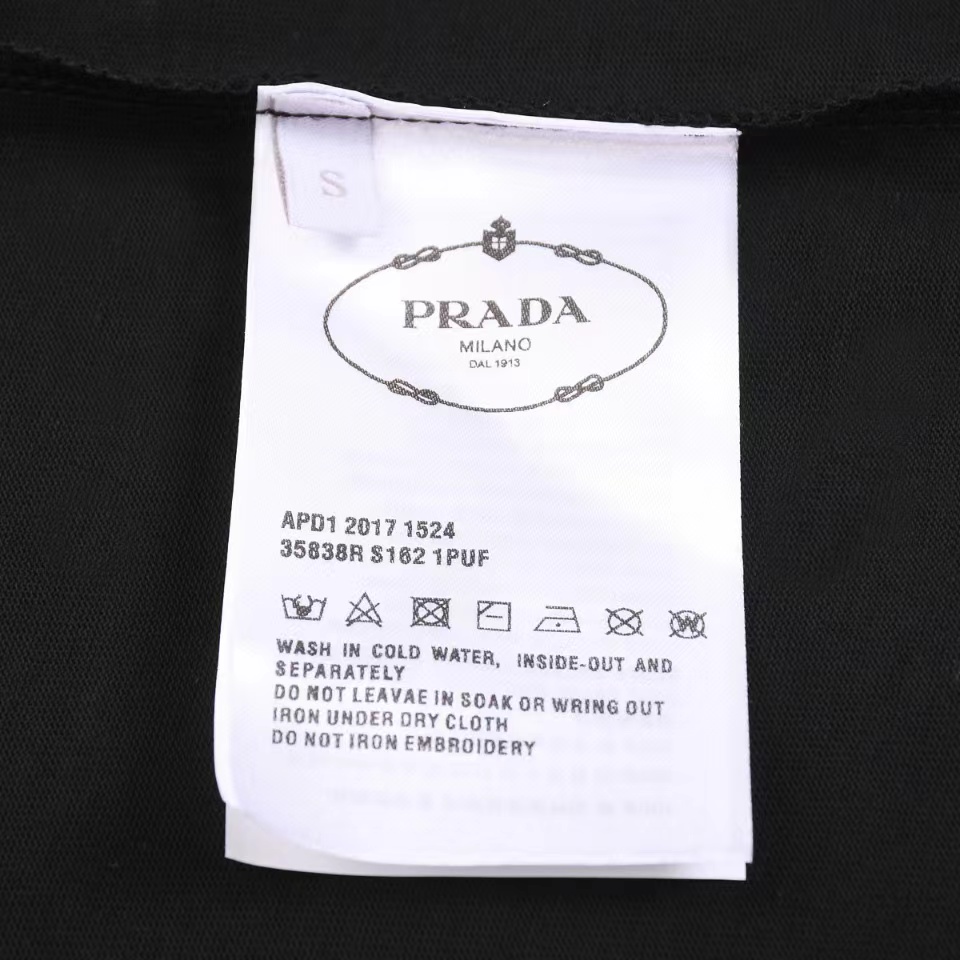 S
PRADA
MILANO
DAL 1913
APD1 2017 1524
35838R S162 1PUF
WASH IN COLD WATER, INSIDE-OUT AND
SEPARATELY
DO NOT LEAVAE IN SOAK OR WRING OUT
IRON UNDER DRY CLOTH
DO NOT IRON EMBROIDERY